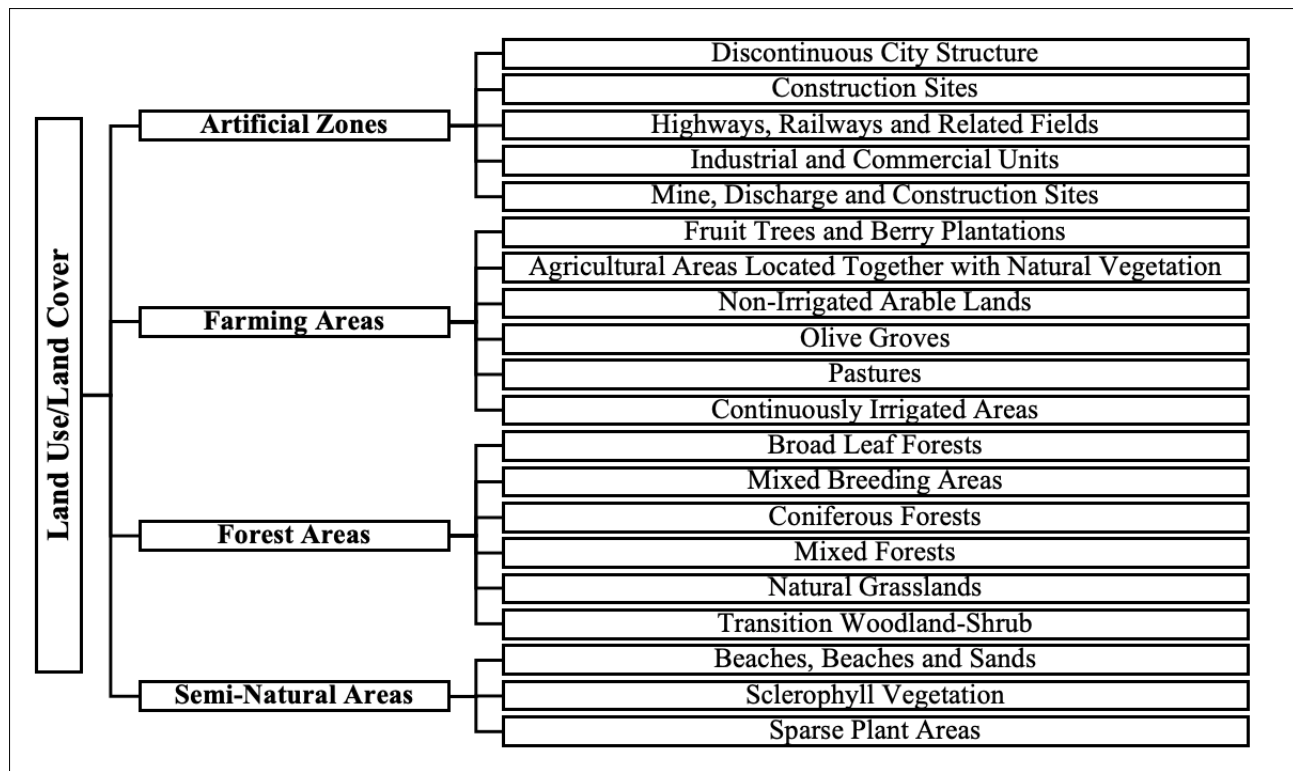 Land Use/Land Cover
Artificial Zones
Discontinuous City Structure
Construction Sites
Highways, Railways and Related Fields
Industrial and Commercial Units
Mine, Discharge and Construction Sites
Farming Areas
Fruııt Trees and Berry Plantations
Agricultural Areas Located Together with Natural Vegetation
Non-Irrigated Arable Lands
Olive Groves
Pastures
Continuously Irrigated Areas
Forest Areas
Broad Leaf Forests
Mixed Breeding Areas
Coniferous Forests
Mixed Forests
Natural Grasslands
Transition Woodland-Shrub
Semi-Natural Areas
Beaches, Beaches and Sands
Sclerophyll Vegetation
Sparse Plant Areas